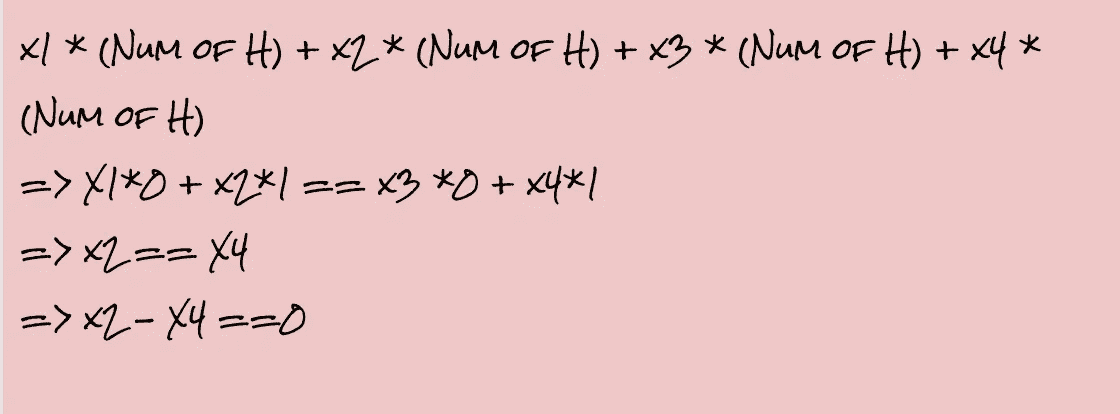 x1 * (Num of H) + x2 * (Num of H) + x3 * (Num of H) + x4 *
(Num of H)
=> X1*0 + x2*1 == x3 *0 + x4*1
=> x2 == X4
=> x2 - X4 ==0